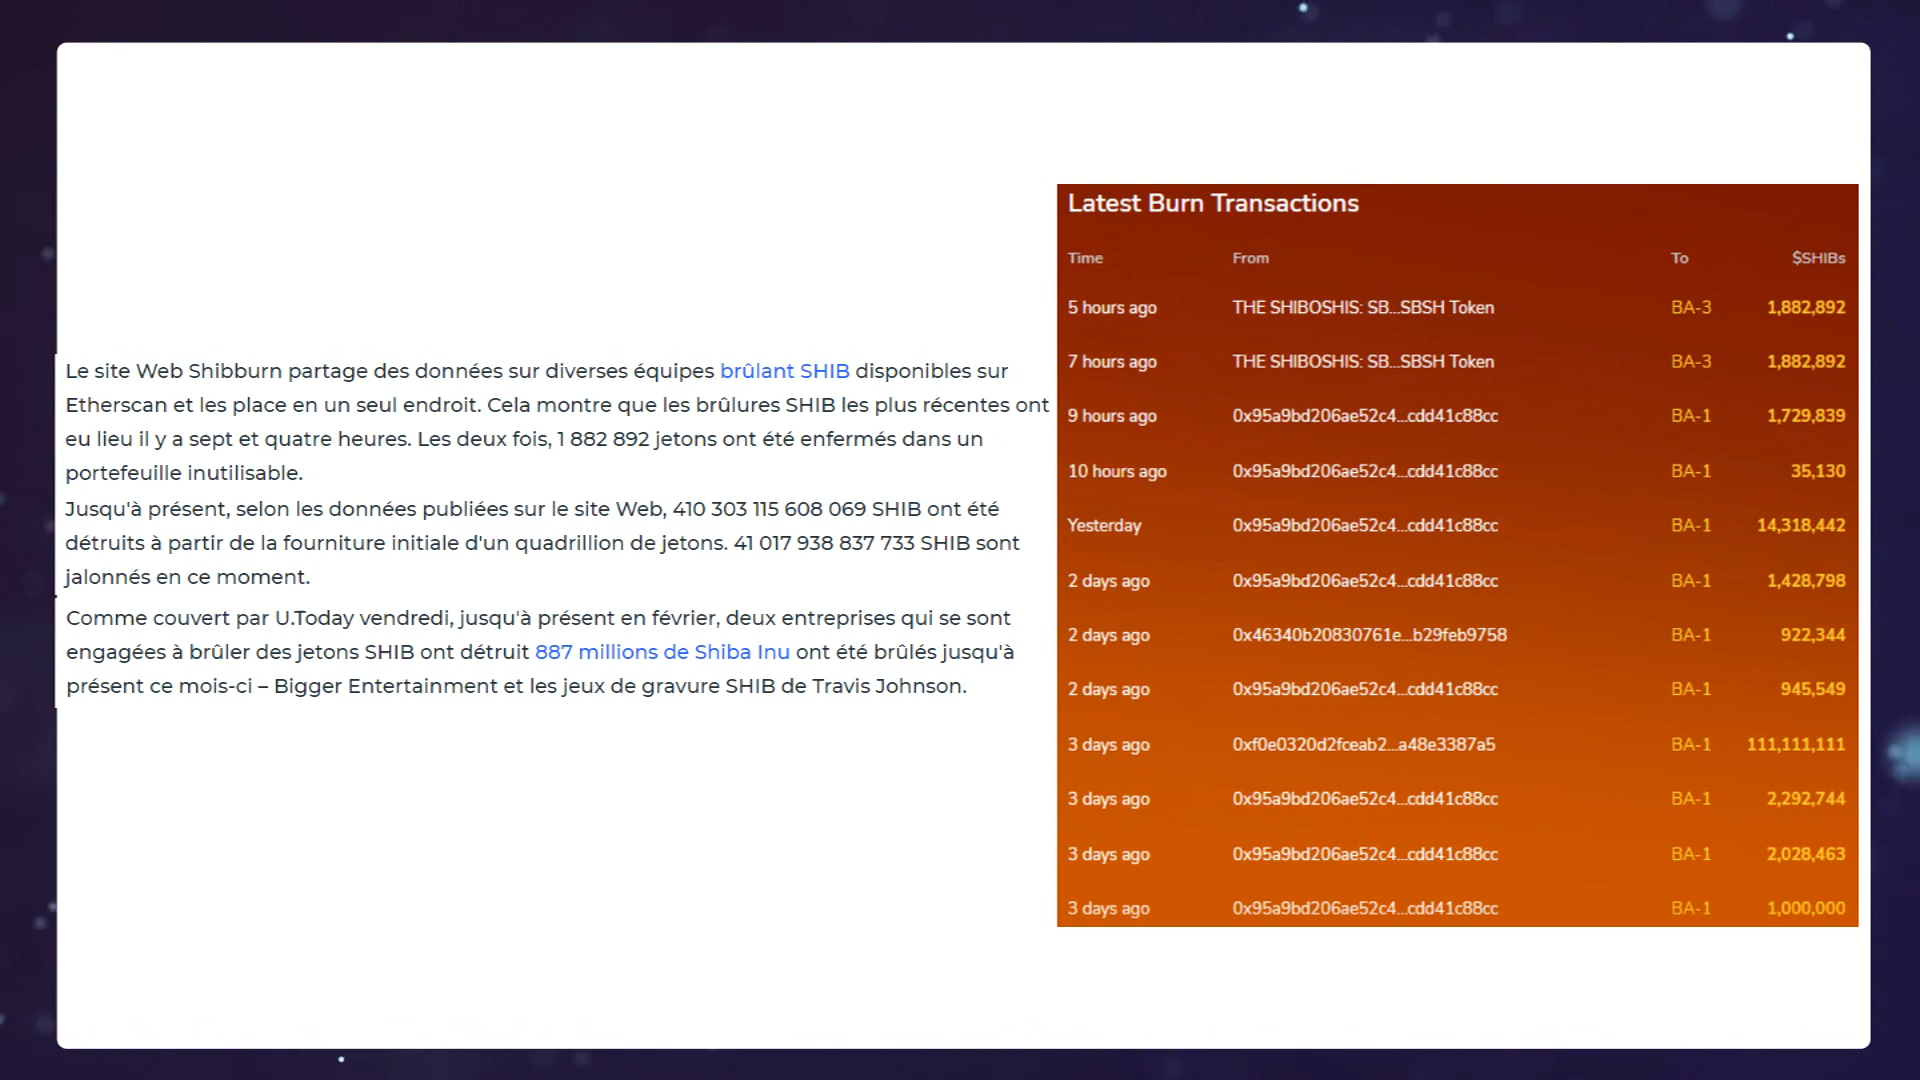 Le site Web Shibburn partage des données sur diverses équipes brûlant SHIB disponibles sur
Etherscan et les place en un seul endroit. Cela montre que les brûlures SHIB les plus récentes ont
eu lieu il y a sept et quatre heures. Les deux fois, 1 882 892 jetons ont été enfermés dans un
portefeuille inutilisable.
Jusqu'à présent, selon les données publiées sur le site Web, 410 303 115 608 069 SHIB ont été
détruits à partir de la fourniture initiale d'un quadrillion de jetons. 41 017 938 837 733 SHIB sont
jalonnés en ce moment.
Comme couvert par U.Today vendredi, jusqu'à présent en février, deux entreprises qui se sont
engagées à brûler des jetons SHIB ont détruit 887 millions de Shiba Inu ont été brûlés jusqu'à
présent ce mois-ci – Bigger Entertainment et les jeux de gravure SHIB de Travis Johnson.
Latest Burn Transactions
Time From To $SHIBs
5 hours ago THE SHIBOSHIS: SB...SBSH Token BA-3 1,882,892
7 hours ago THE SHIBOSHIS: SB...SBSH Token BA-3 1,882,892
9 hours ago 0x95a9bd206ae52c4...cdd41c88cc BA-1 1,729,839
10 hours ago 0x95a9bd206ae52c4...cdd41c88cc BA-1 35,130
Yesterday 0x95a9bd206ae52c4...cdd41c88cc BA-1 14,318,442
2 days ago 0x95a9bd206ae52c4...cdd41c88cc BA-1 1,428,798
2 days ago 0x46340b20830761e...b29feb9758 BA-1 922,344
2 days ago 0x95a9bd206ae52c4...cdd41c88cc BA-1 945,549
3 days ago 0xf0e0320d2fceab2...a48e3387a5 BA-1 111,111,111
3 days ago 0x95a9bd206ae52c4...cdd41c88cc BA-1 2,292,744
3 days ago 0x95a9bd206ae52c4...cdd41c88cc BA-1 2,028,463
3 days ago 0x95a9bd206ae52c4...cdd41c88cc BA-1 1,000,000